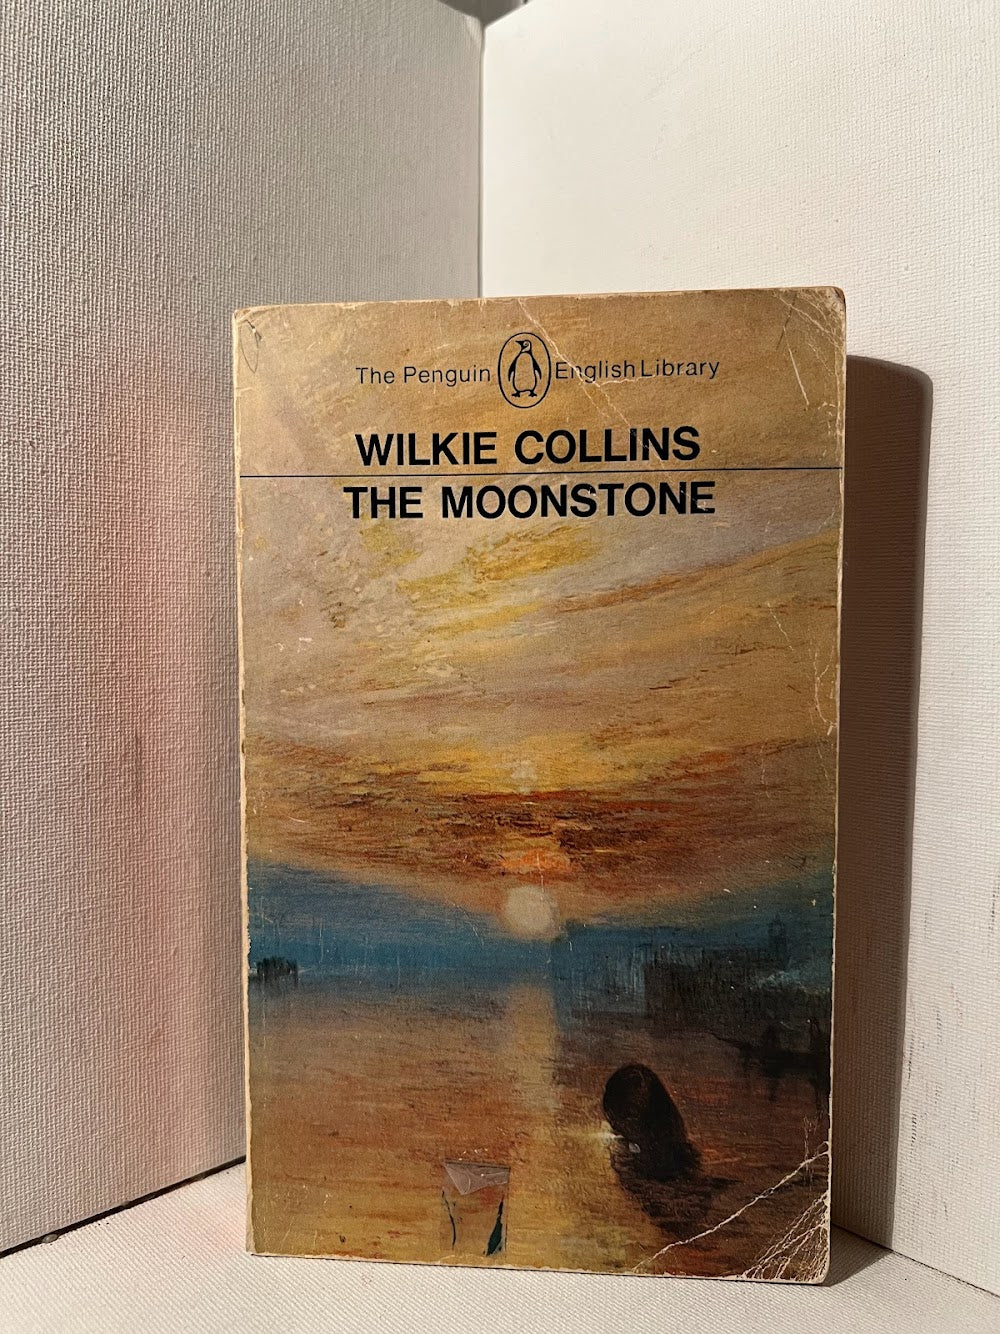 The Penguin English Library
WILKIE COLLINS
THE MOONSTONE